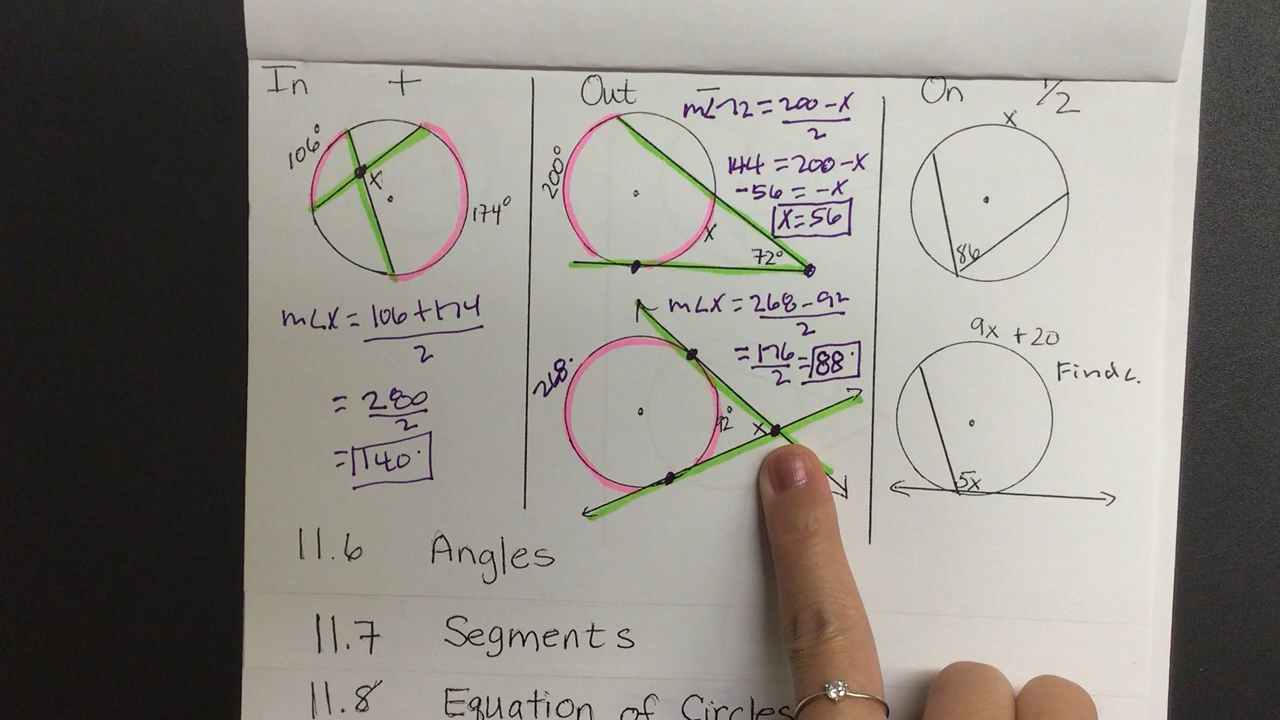 In +
106°
x
174°
m∠x = 106 + 174
2
= 280
2
= 140°
Out -
200°
x
72°
m∠72 = 200 - x
2
144 = 200 - x
-56 = -x
x = 56
268°
92°
x
m∠x = 268 - 92
2
= 176 = 88°
2
On 1/2
x
86
9x + 20
Find
5x
11.6 Angles
11.7 Segments
11.8 Equation of Circles